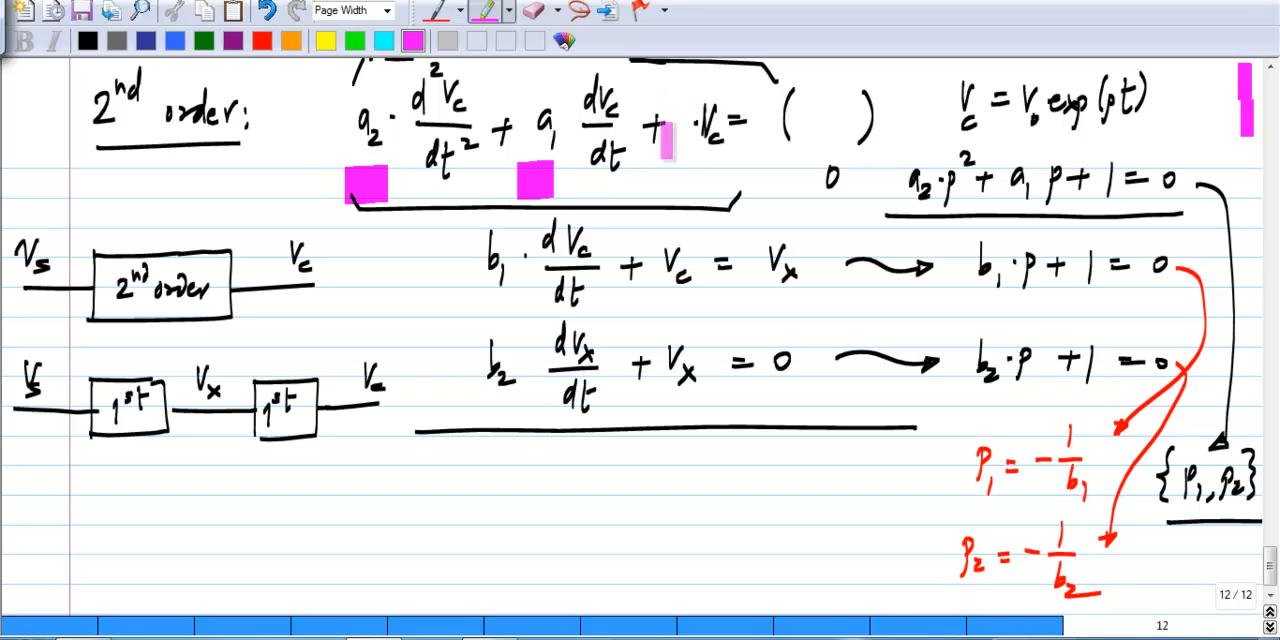 Page Width
B I
2nd order: a₂ · d²Vc/dt² + a₁ dVc/dt + · Vc = ( )
Vc = V₀ exp(pt)
0
a₂·p² + a₁ p + 1 = 0
Vs 2nd order Vc
b₁ · dVc/dt + Vc = Vx
b₁·p + 1 = 0
Vs 1st Vx 1st Vc
b₂ dVx/dt + Vx = 0
b₂·p + 1 = 0
p₁ = - 1/b₁
{p₁, p₂}
p₂ = - 1/b₂
12 / 12
12